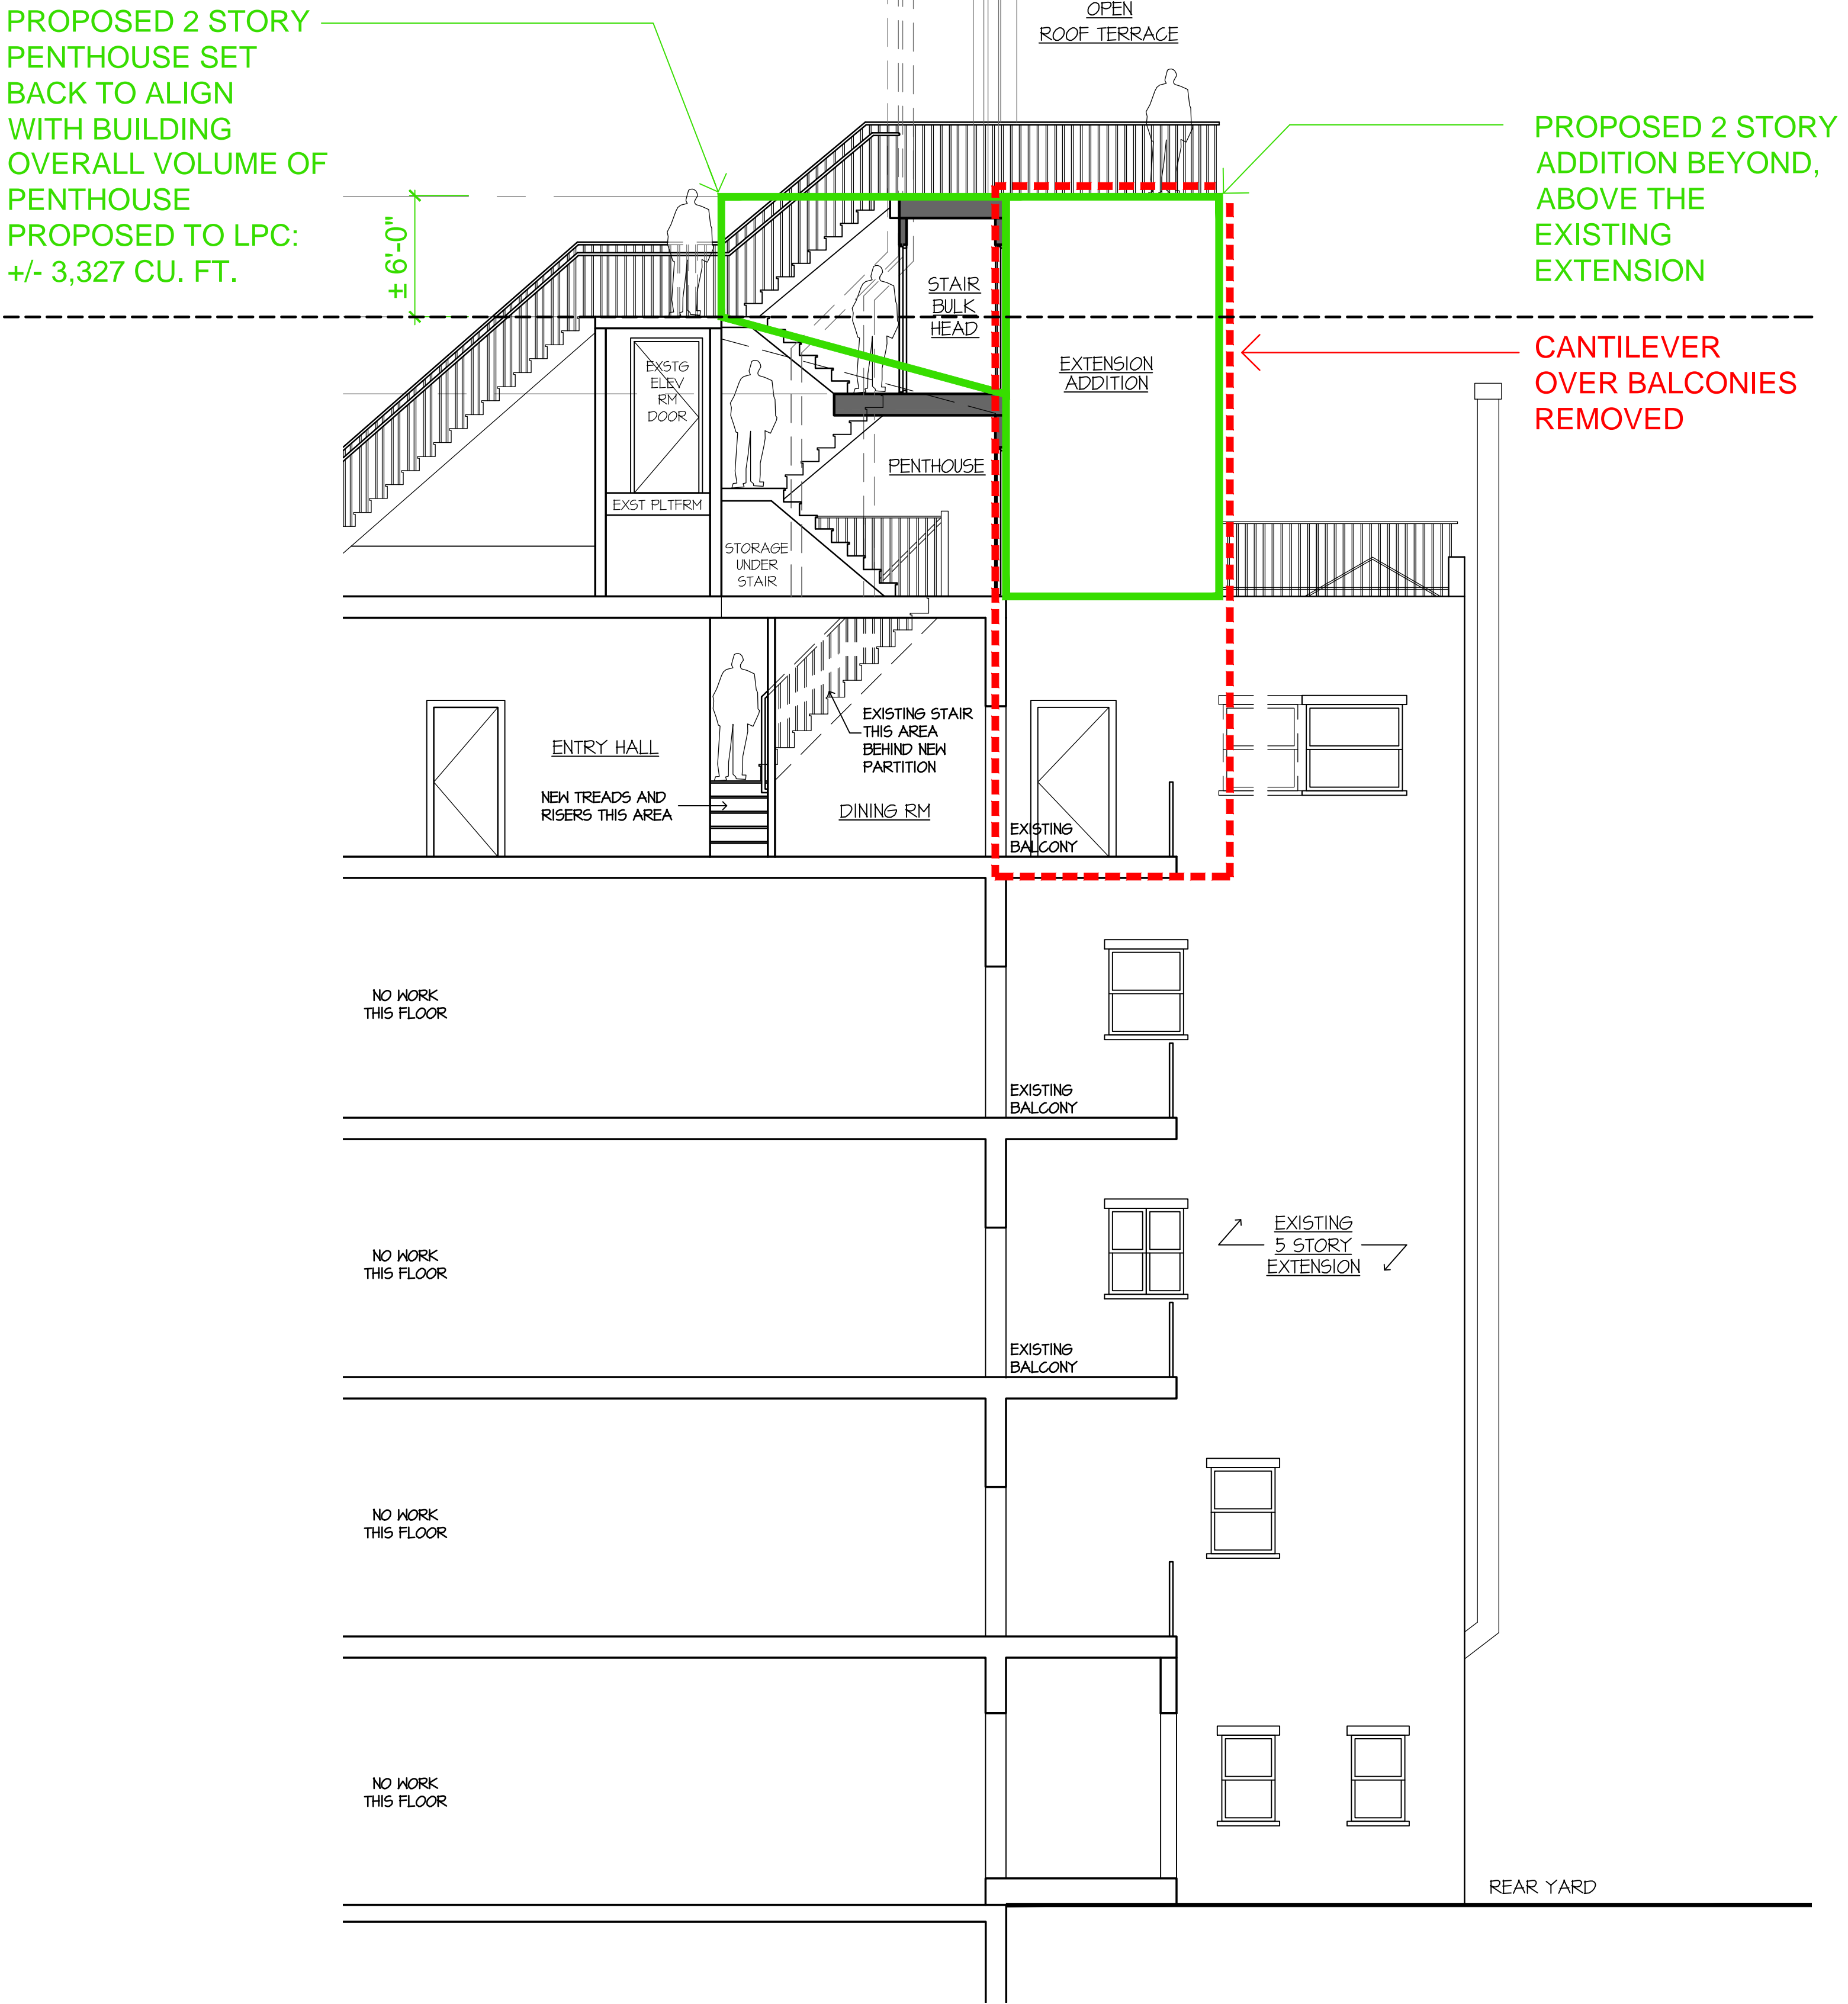 PROPOSED 2 STORY
PENTHOUSE SET
BACK TO ALIGN
WITH BUILDING
OVERALL VOLUME OF
PENTHOUSE
PROPOSED TO LPC:
+/- 3,327 CU. FT.
OPEN
ROOF TERRACE
PROPOSED 2 STORY
ADDITION BEYOND,
ABOVE THE
EXISTING
EXTENSION
± 6'-0"
STAIR
BULK
HEAD
CANTILEVER
OVER BALCONIES
REMOVED
EXTENSION
ADDITION
EXSTG
ELEV
RM
DOOR
PENTHOUSE
EXST PLTFRM
STORAGE
UNDER
STAIR
EXISTING STAIR
THIS AREA
BEHIND NEW
PARTITION
ENTRY HALL
NEW TREADS AND
RISERS THIS AREA
DINING RM
EXISTING
BALCONY
NO WORK
THIS FLOOR
EXISTING
BALCONY
NO WORK
THIS FLOOR
EXISTING
5 STORY
EXTENSION
EXISTING
BALCONY
NO WORK
THIS FLOOR
NO WORK
THIS FLOOR
REAR YARD